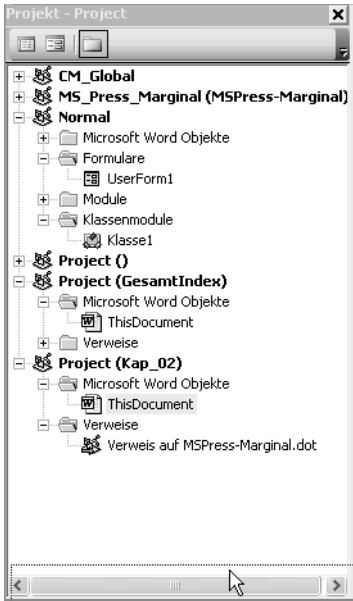 Projekt - Project
CM_Global
MS_Press_Marginal (MSPress-Marginal)
Normal
Microsoft Word Objekte
Formulare
UserForm1
Module
Klassenmodule
Klasse1
Project ()
Project (GesamtIndex)
Microsoft Word Objekte
ThisDocument
Verweise
Project (Kap_02)
Microsoft Word Objekte
ThisDocument
Verweise
Verweis auf MSPress-Marginal.dot